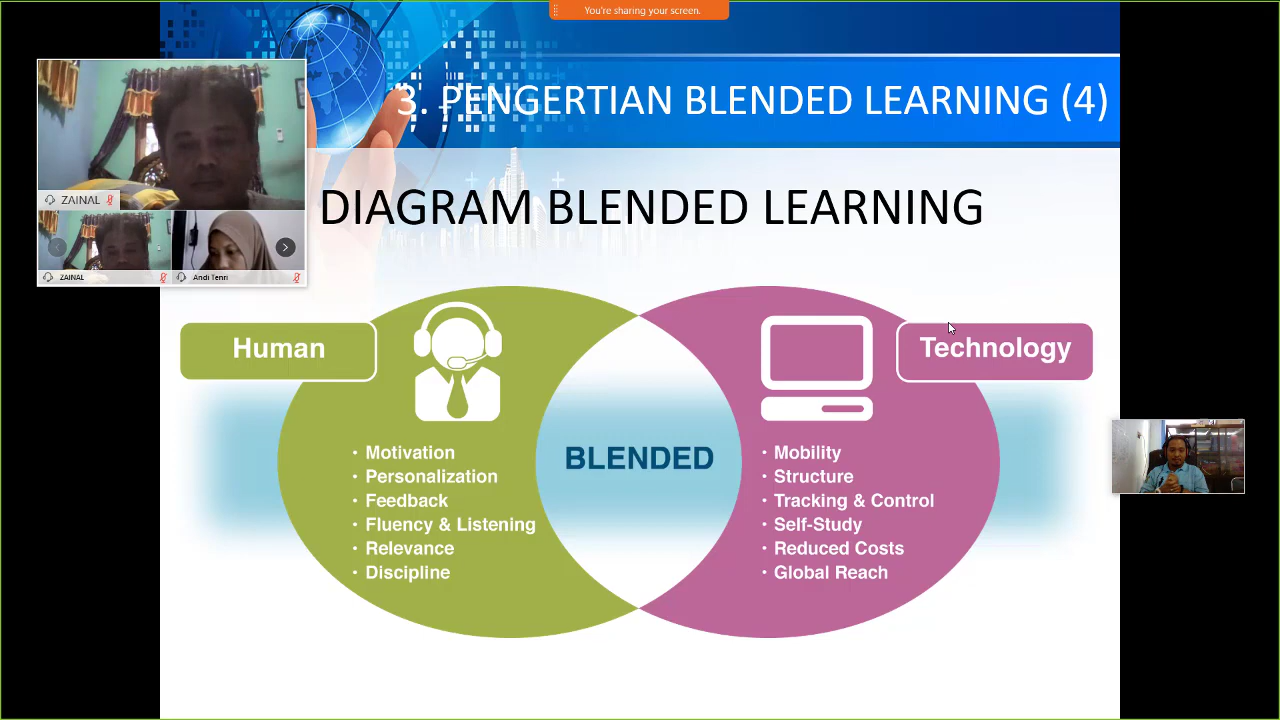 You're sharing your screen.
3. PENGERTIAN BLENDED LEARNING (4)
ZAINAL
ZAINAL
Andi Tenri
DIAGRAM BLENDED LEARNING
Human
Technology
BLENDED
• Motivation
• Personalization
• Feedback
• Fluency & Listening
• Relevance
• Discipline
• Mobility
• Structure
• Tracking & Control
• Self-Study
• Reduced Costs
• Global Reach